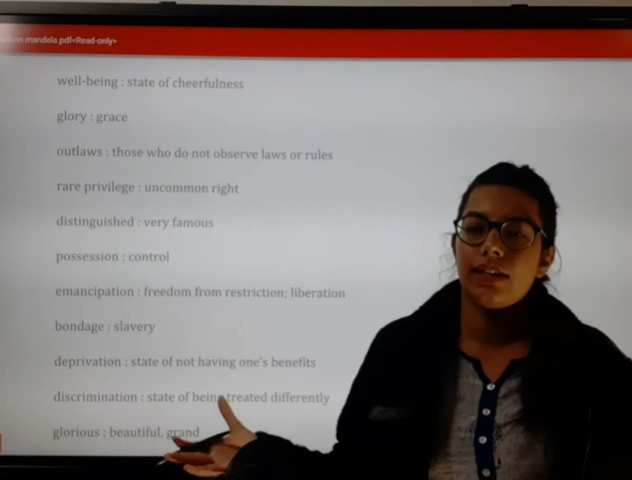 mandela.pdf<Read-only>
well-being : state of cheerfulness
glory : grace
outlaws : those who do not observe laws or rules
rare privilege : uncommon right
distinguished : very famous
possession : control
emancipation : freedom from restriction; liberation
bondage : slavery
deprivation : state of not having one's benefits
discrimination : state of being treated differently
glorious : beautiful, grand